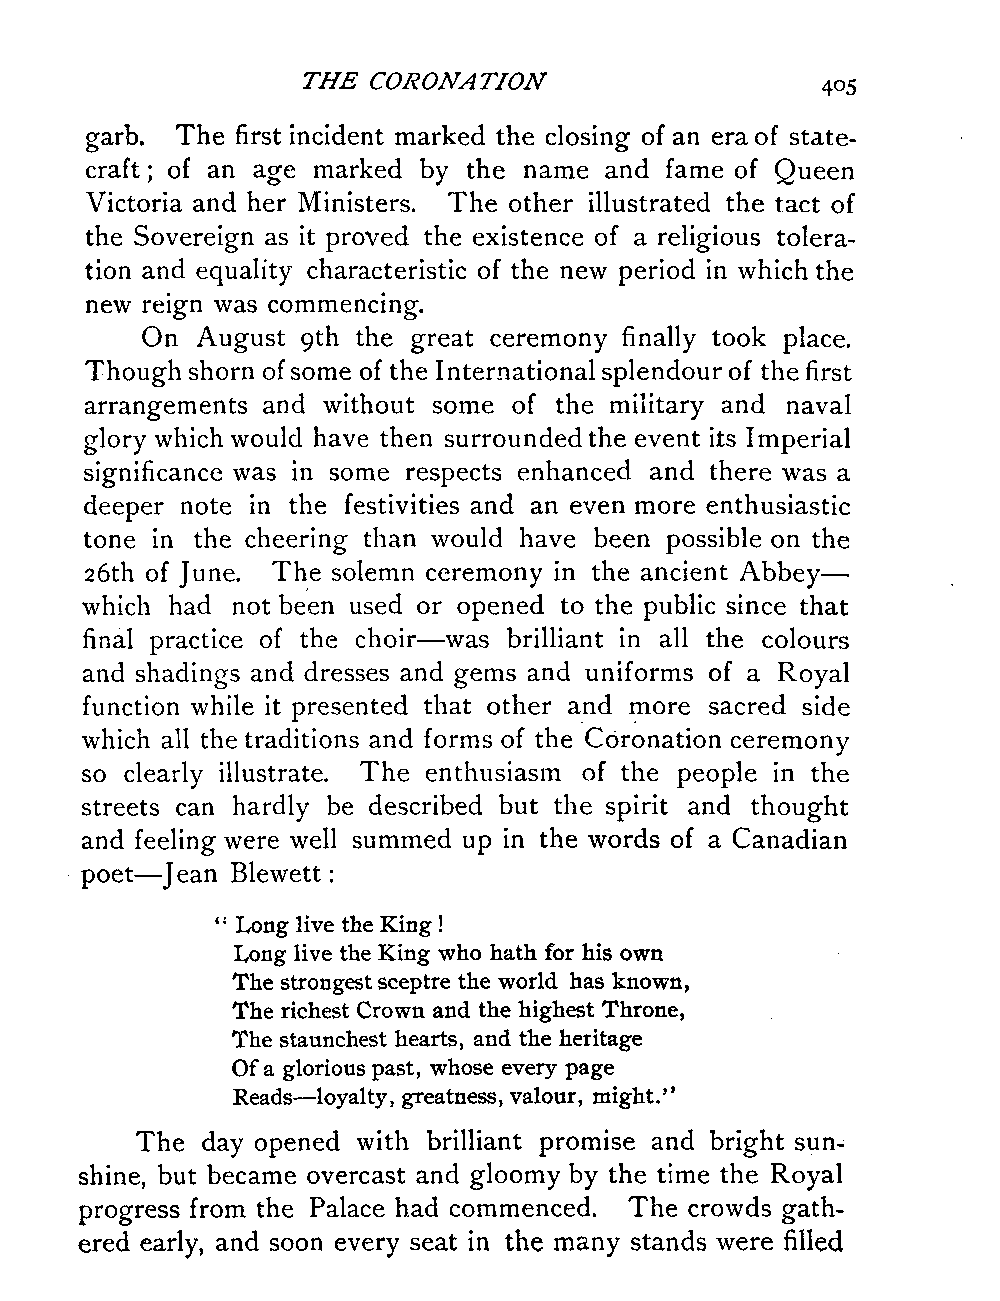 THE CORONATION 405
garb. The first incident marked the closing of an era of state-
craft; of an age marked by the name and fame of Queen
Victoria and her Ministers. The other illustrated the tact of
the Sovereign as it proved the existence of a religious tolera-
tion and equality characteristic of the new period in which the
new reign was commencing.
On August 9th the great ceremony finally took place.
Though shorn of some of the International splendour of the first
arrangements and without some of the military and naval
glory which would have then surrounded the event its Imperial
significance was in some respects enhanced and there was a
deeper note in the festivities and an even more enthusiastic
tone in the cheering than would have been possible on the
26th of June. The solemn ceremony in the ancient Abbey—
which had not been used or opened to the public since that
final practice of the choir—was brilliant in all the colours
and shadings and dresses and gems and uniforms of a Royal
function while it presented that other and more sacred side
which all the traditions and forms of the Coronation ceremony
so clearly illustrate. The enthusiasm of the people in the
streets can hardly be described but the spirit and thought
and feeling were well summed up in the words of a Canadian
poet—Jean Blewett:
"Long live the King!
Long live the King who hath for his own
The strongest sceptre the world has known,
The richest Crown and the highest Throne,
The staunchest hearts, and the heritage
Of a glorious past, whose every page
Reads—loyalty, greatness, valour, might."
The day opened with brilliant promise and bright sun-
shine, but became overcast and gloomy by the time the Royal
progress from the Palace had commenced. The crowds gath-
ered early, and soon every seat in the many stands were filled